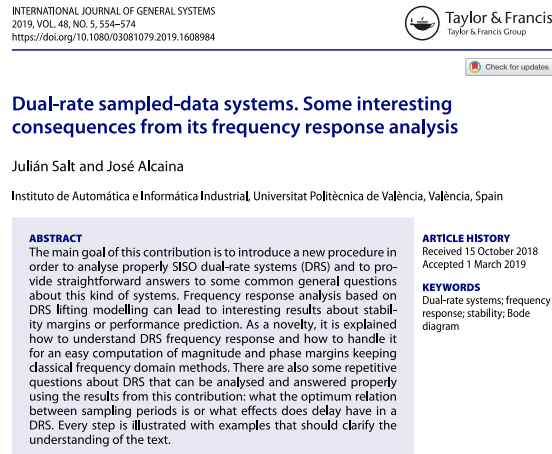 INTERNATIONAL JOURNAL OF GENERAL SYSTEMS
2019, VOL. 48, NO. 5, 554–574
https://doi.org/10.1080/03081079.2019.1608984
Taylor & Francis
Taylor & Francis Group
Check for updates
Dual-rate sampled-data systems. Some interesting
consequences from its frequency response analysis
Julián Salt and José Alcaina
Instituto de Automática e Informática Industrial, Universitat Politècnica de València, València, Spain
ABSTRACT
The main goal of this contribution is to introduce a new procedure in
order to analyse properly SISO dual-rate systems (DRS) and to pro-
vide straightforward answers to some common general questions
about this kind of systems. Frequency response analysis based on
DRS lifting modelling can lead to interesting results about stabil-
ity margins or performance prediction. As a novelty, it is explained
how to understand DRS frequency response and how to handle it
for an easy computation of magnitude and phase margins keeping
classical frequency domain methods. There are also some repetitive
questions about DRS that can be analysed and answered properly
using the results from this contribution: what the optimum relation
between sampling periods is or what effects does delay have in a
DRS. Every step is illustrated with examples that should clarify the
understanding of the text.
ARTICLE HISTORY
Received 15 October 2018
Accepted 1 March 2019
KEYWORDS
Dual-rate systems; frequency
response; stability; Bode
diagram